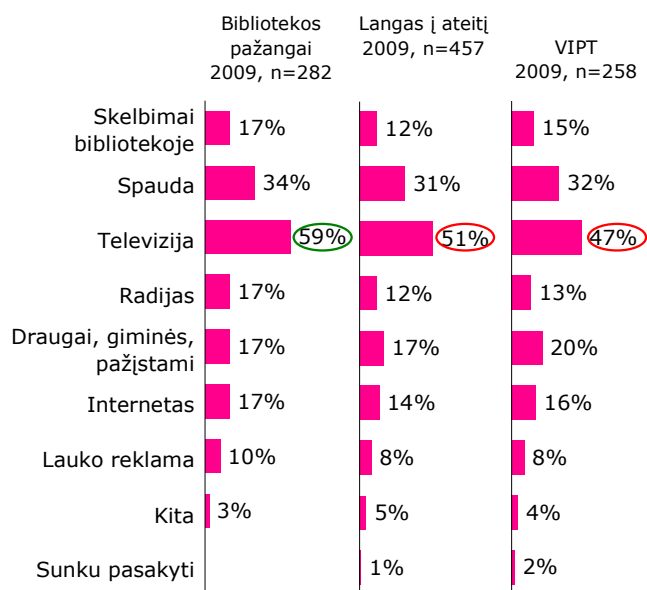 Bibliotekos
pažangai
2009, n=282
Langas į ateitį
2009, n=457
VIPT
2009, n=258
Skelbimai
bibliotekoje
17%
12%
15%
Spauda
34%
31%
32%
Televizija
59%
51%
47%
Radijas
17%
12%
13%
Draugai, giminės,
pažįstami
17%
17%
20%
Internetas
17%
14%
16%
Lauko reklama
10%
8%
8%
Kita
3%
5%
4%
Sunku pasakyti
1%
2%